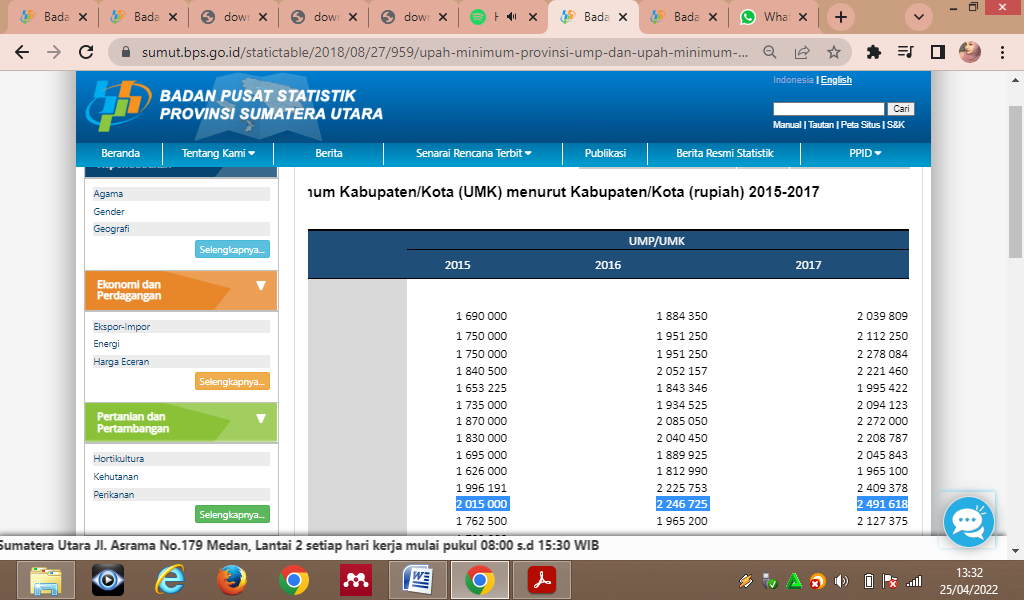 Bada
Bada
dow
dow
dow
Bada
Bada
What
sumut.bps.go.id/statictable/2018/08/27/959/upah-minimum-provinsi-ump-dan-upah-minimum-...
Indonesia | English
BADAN PUSAT STATISTIK
PROVINSI SUMATERA UTARA
Cari
Manual | Tautan | Peta Situs | S&K
Beranda Tentang Kami Berita Senarai Rencana Terbit Publikasi Berita Resmi Statistik PPID
Agama
Gender
Geografi
Selengkapnya...
Ekonomi dan
Perdagangan
Ekspor-Impor
Energi
Harga Eceran
Selengkapnya...
Pertanian dan
Pertambangan
Hortikultura
Kehutanan
Perikanan
Selengkapnya...
num Kabupaten/Kota (UMK) menurut Kabupaten/Kota (rupiah) 2015-2017
UMP/UMK
2015 2016 2017
1 690 000 1 884 350 2 039 809
1 750 000 1 951 250 2 112 250
1 750 000 1 951 250 2 278 084
1 840 500 2 052 157 2 221 460
1 653 225 1 843 346 1 995 422
1 735 000 1 934 525 2 094 123
1 870 000 2 085 050 2 272 000
1 830 000 2 040 450 2 208 787
1 695 000 1 889 925 2 045 843
1 626 000 1 812 990 1 965 100
1 996 191 2 225 753 2 409 378
2 015 000 2 246 725 2 491 618
1 762 500 1 965 200 2 127 375
Sumatera Utara Jl. Asrama No.179 Medan, Lantai 2 setiap hari kerja mulai pukul 08:00 s.d 15:30 WIB
13:32
25/04/2022